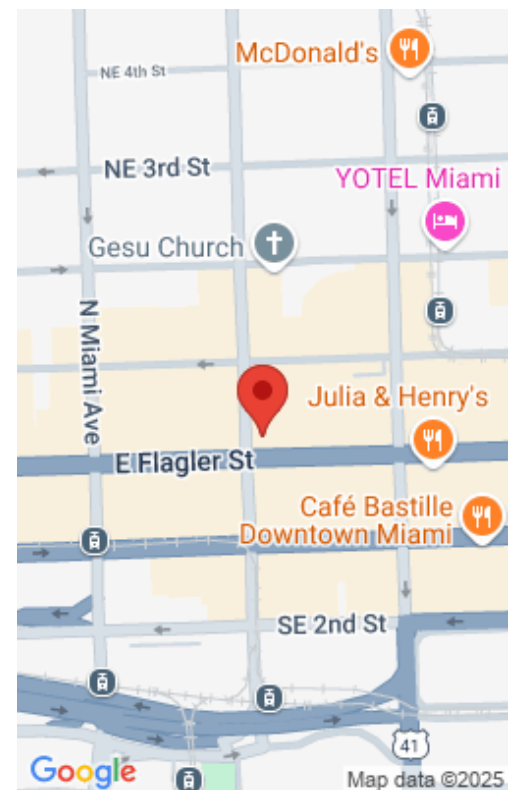 McDonald's
NE 4th St
NE 3rd St
YOTEL Miami
Gesu Church
N Miami Ave
Julia & Henry's
E Flagler St
Café Bastille
Downtown Miami
SE 2nd St
41
Google
Map data ©2025